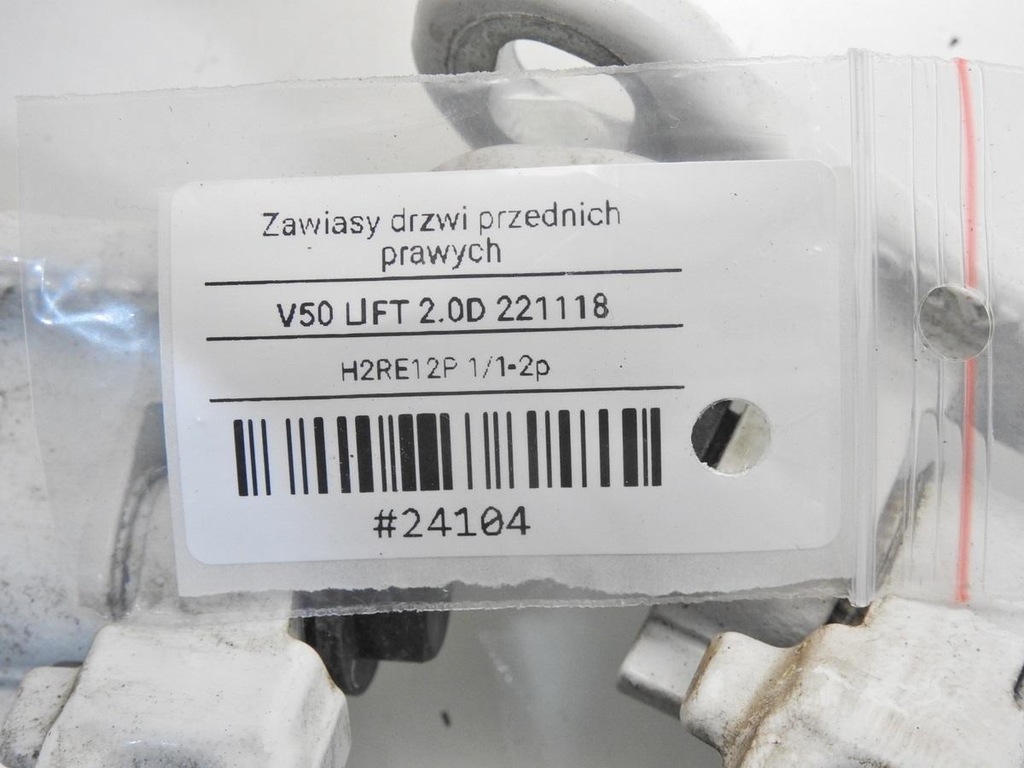 Zawiasy drzwi przednich
prawych
V50 LIFT 2.0D 221118
H2RE12P 1/1-2p
#24104